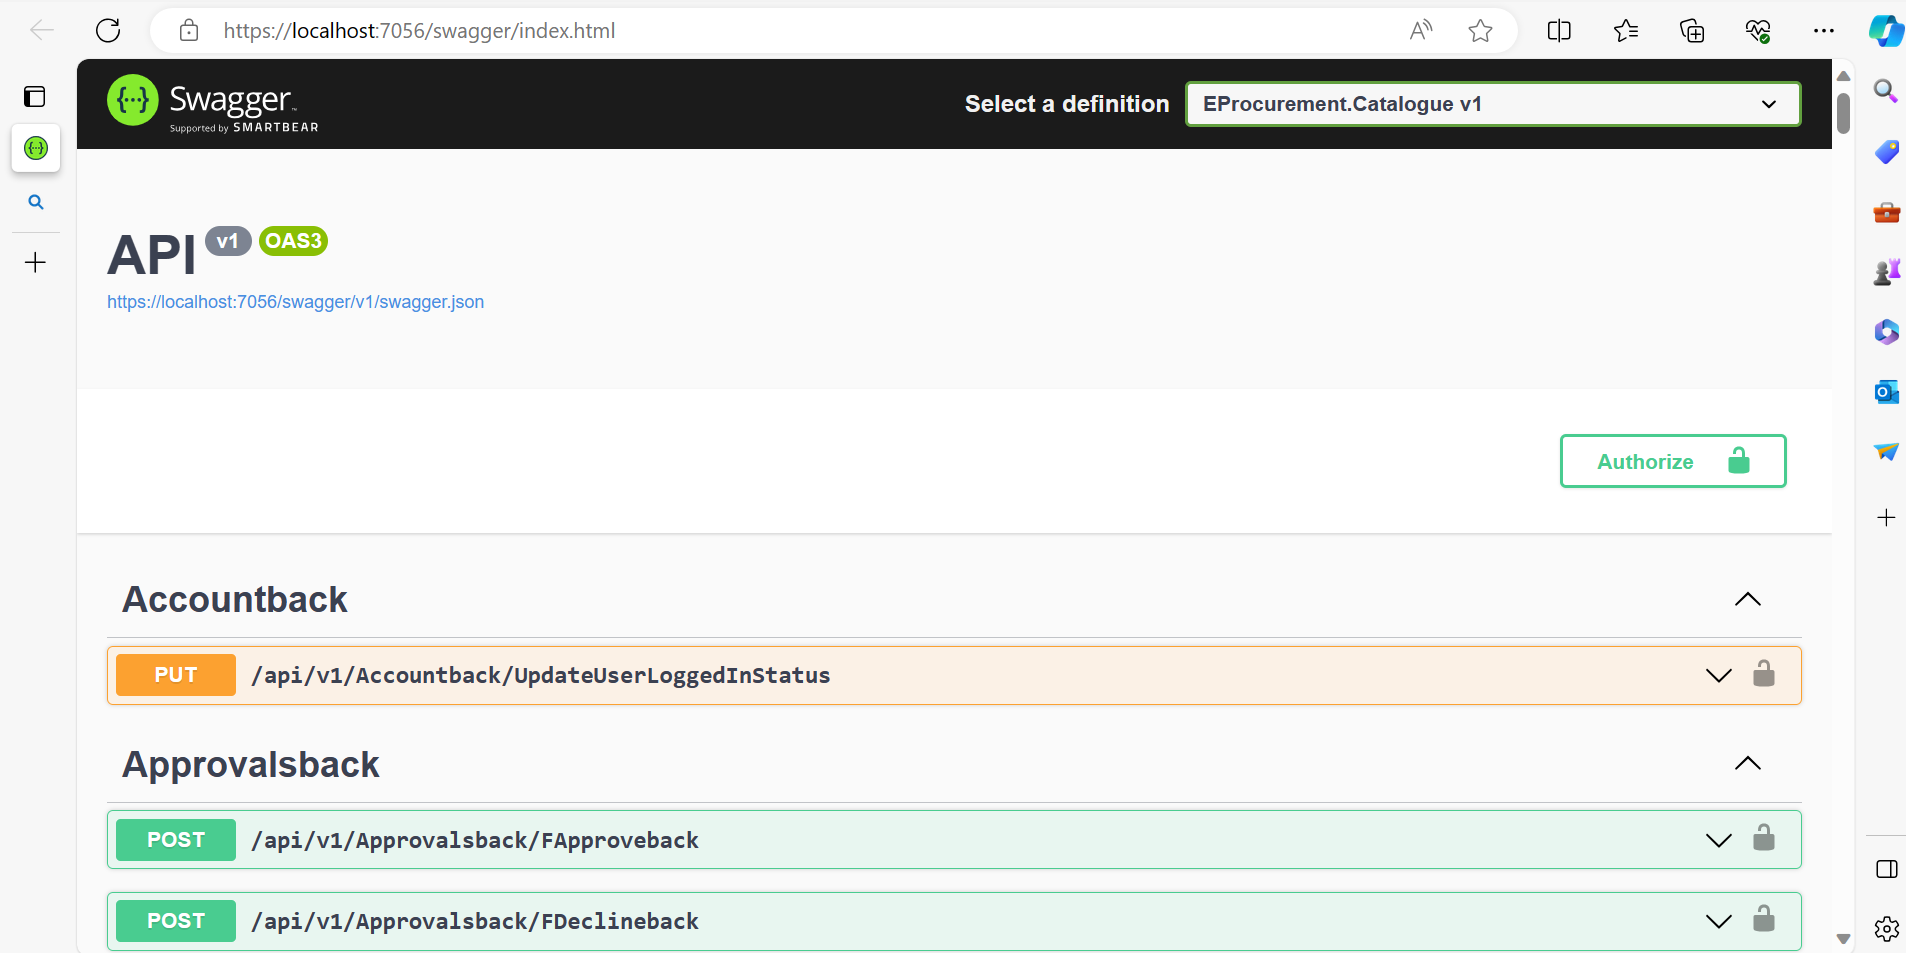 https://localhost:7056/swagger/index.html
Swagger
Supported by SMARTBEAR
Select a definition
EProcurement.Catalogue v1
API v1 OAS3
https://localhost:7056/swagger/v1/swagger.json
Authorize
Accountback
PUT /api/v1/Accountback/UpdateUserLoggedInStatus
Approvalsback
POST /api/v1/Approvalsback/FApproveback
POST /api/v1/Approvalsback/FDeclineback